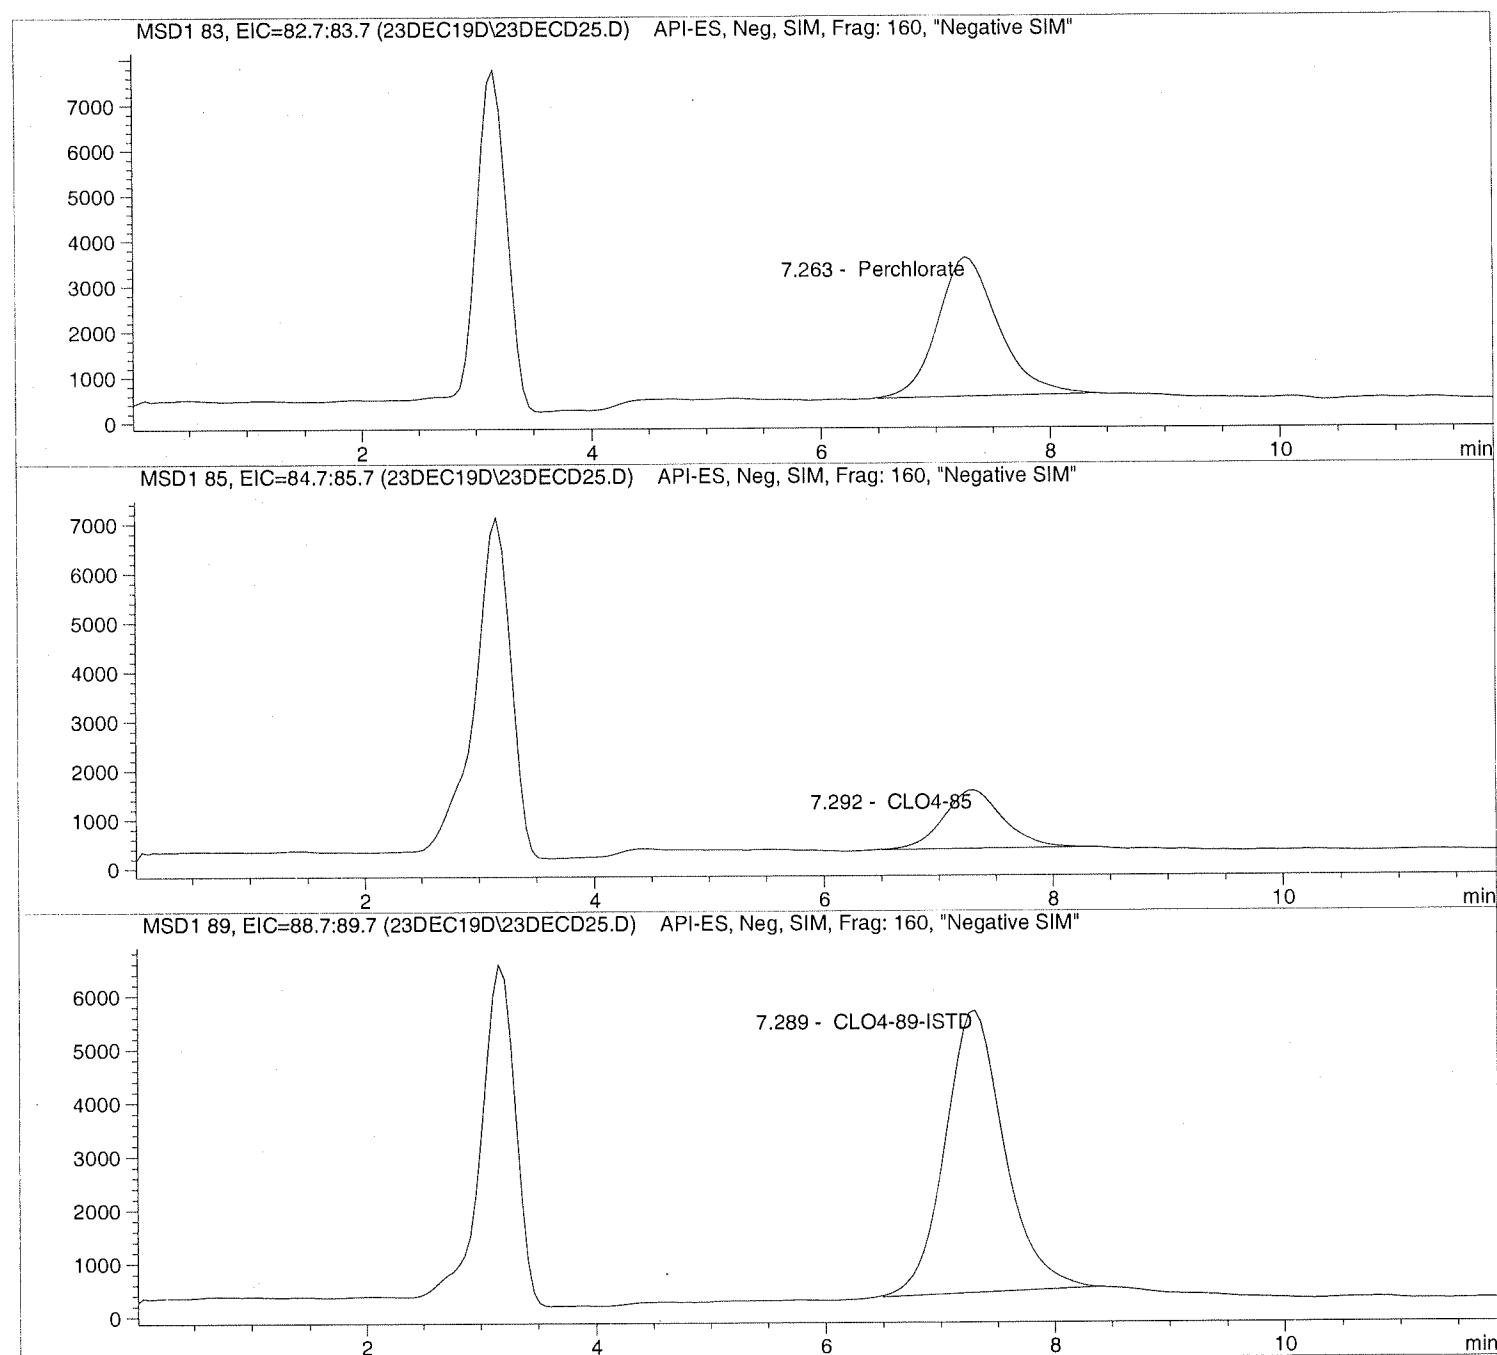 MSD1 83, EIC=82.7:83.7 (23DEC19D\23DECD25.D) API-ES, Neg, SIM, Frag: 160, "Negative SIM"
7000
6000
5000
4000
3000
2000
1000
0
7.263 - Perchlorate
2 4 6 8 10 min
MSD1 85, EIC=84.7:85.7 (23DEC19D\23DECD25.D) API-ES, Neg, SIM, Frag: 160, "Negative SIM"
7000
6000
5000
4000
3000
2000
1000
0
7.292 - CLO4-85
2 4 6 8 10 min
MSD1 89, EIC=88.7:89.7 (23DEC19D\23DECD25.D) API-ES, Neg, SIM, Frag: 160, "Negative SIM"
6000
5000
4000
3000
2000
1000
0
7.289 - CLO4-89-ISTD
2 4 6 8 10 min